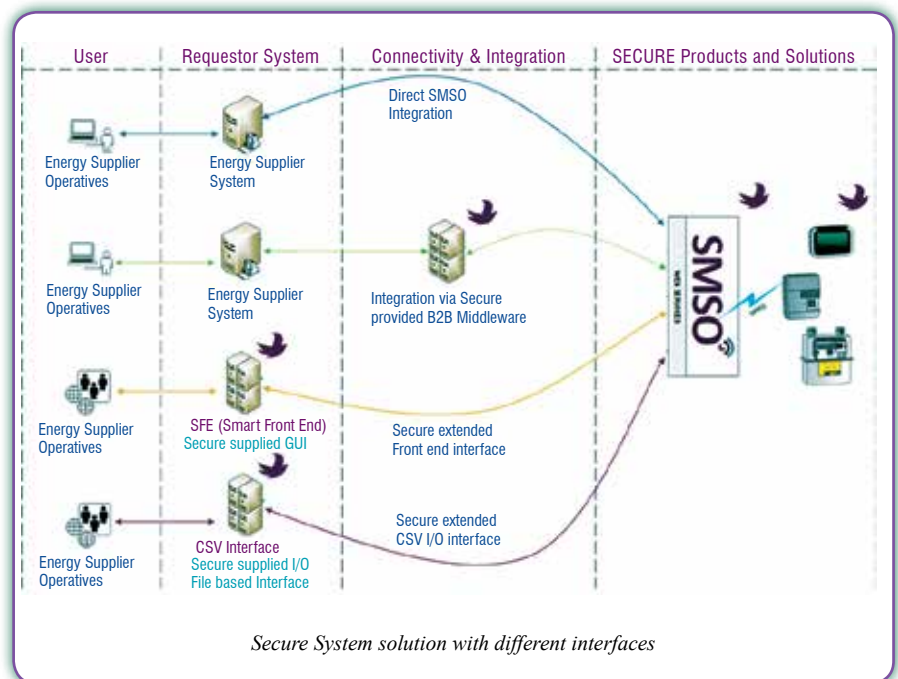 User
Requestor System
Connectivity & Integration
SECURE Products and Solutions
Direct SMSO
Integration
Energy Supplier
Operatives
Energy Supplier
System
Energy Supplier
Operatives
Energy Supplier
System
Integration via Secure
provided B2B Middleware
SMSO
WEB SERVICES
Energy Supplier
Operatives
SFE (Smart Front End)
Secure supplied GUI
Secure extended
Front end interface
Energy Supplier
Operatives
CSV Interface
Secure supplied I/O
File based Interface
Secure extended
CSV I/O interface
Secure System solution with different interfaces